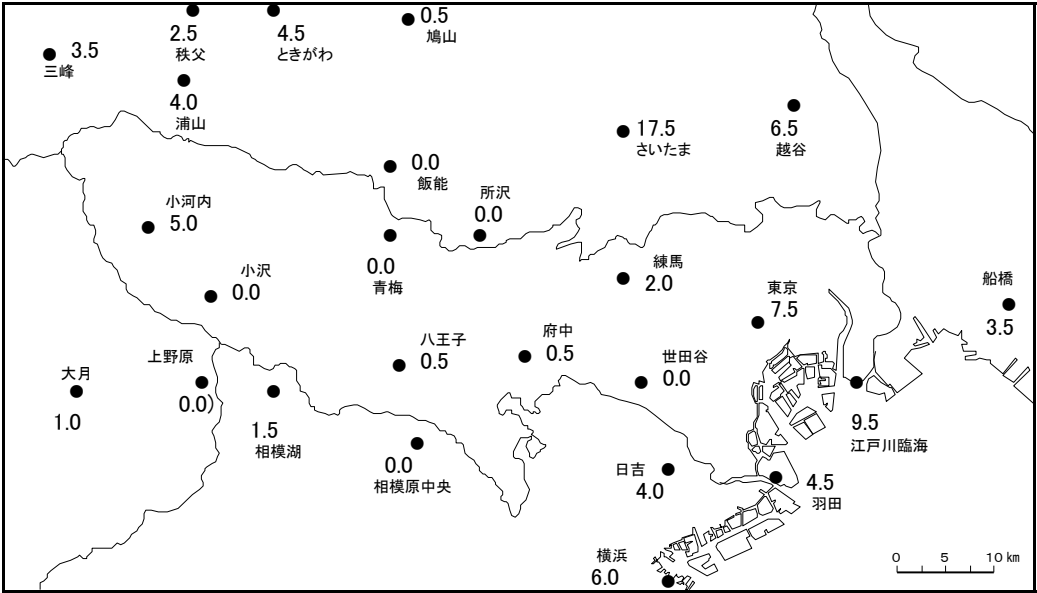 0.5
鳩山
2.5
秩父
4.5
ときがわ
3.5
三峰
4.0
浦山
17.5
さいたま
6.5
越谷
0.0
飯能
所沢
0.0
小河内
5.0
0.0
青梅
小沢
0.0
練馬
2.0
東京
7.5
船橋
3.5
八王子
0.5
府中
0.5
世田谷
0.0
上野原
0.0)
大月
1.0
1.5
相模湖
9.5
江戸川臨海
0.0
相模原中央
日吉
4.0
4.5
羽田
横浜
6.0
0 5 10 km